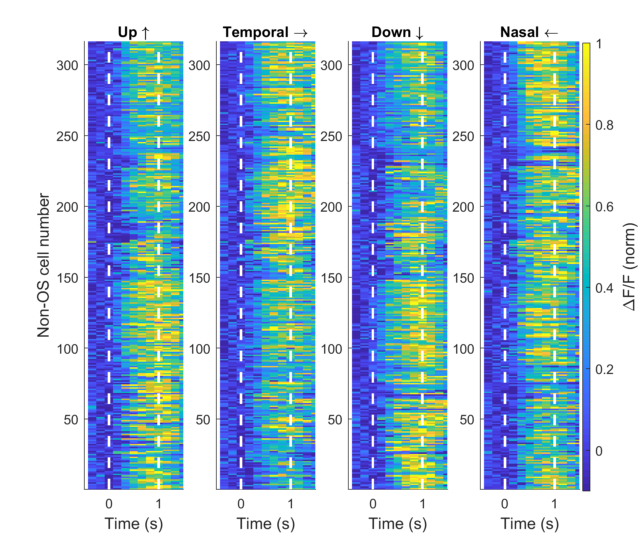 Up ↑ Temporal → Down ↓ Nasal ←
300 300 300 300 1
250 250 250 250 0.8
200 200 200 200 0.6
150 150 150 150 0.4
100 100 100 100 0.2
50 50 50 50 0
Non-OS cell number
ΔF/F (norm)
0 1 0 1 0 1 0 1
Time (s) Time (s) Time (s) Time (s)